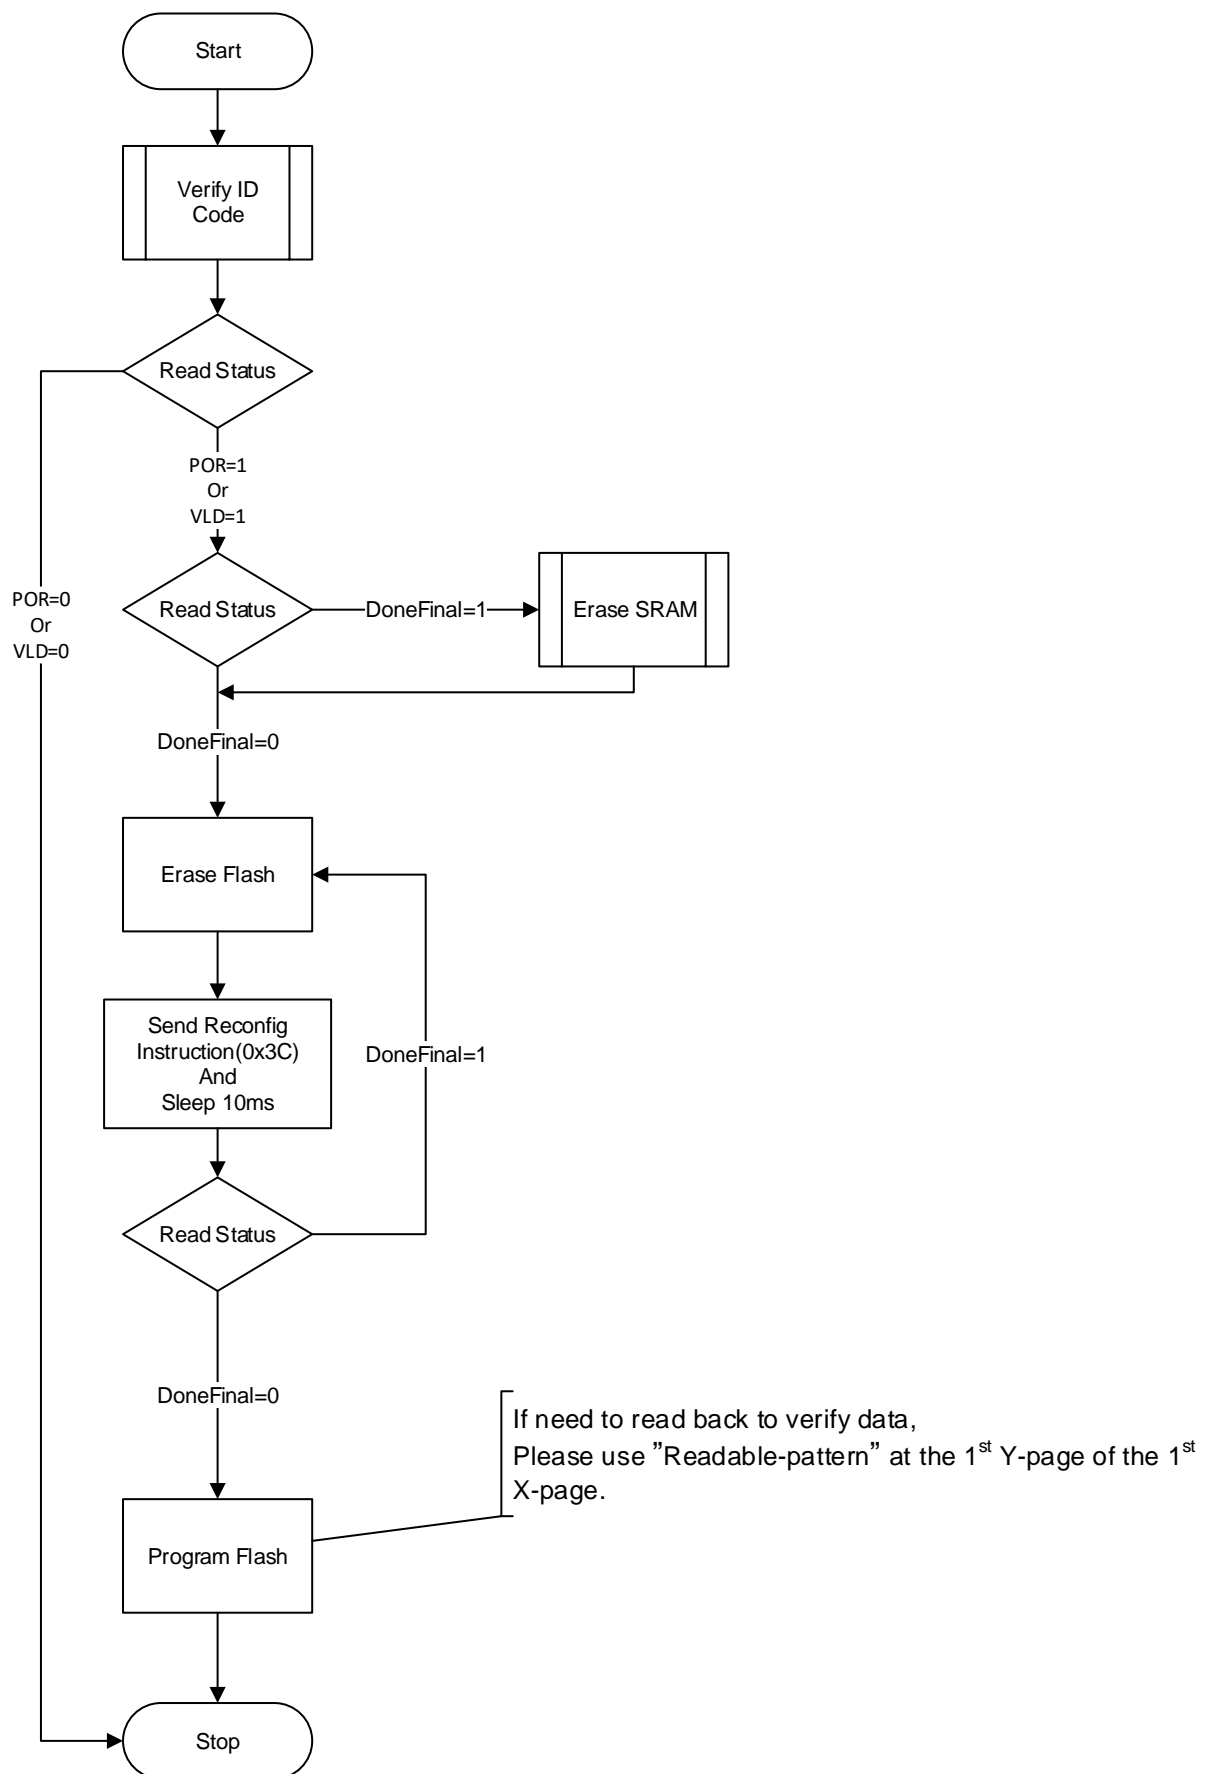 Start
Verify ID
Code
Read Status
POR=1
Or
VLD=1
POR=0
Or
VLD=0
Read Status
DoneFinal=1
Erase SRAM
DoneFinal=0
Erase Flash
Send Reconfig
Instruction(0x3C)
And
Sleep 10ms
DoneFinal=1
Read Status
DoneFinal=0
If need to read back to verify data,
Please use ”Readable-pattern” at the 1st Y-page of the 1st
X-page.
Program Flash
Stop